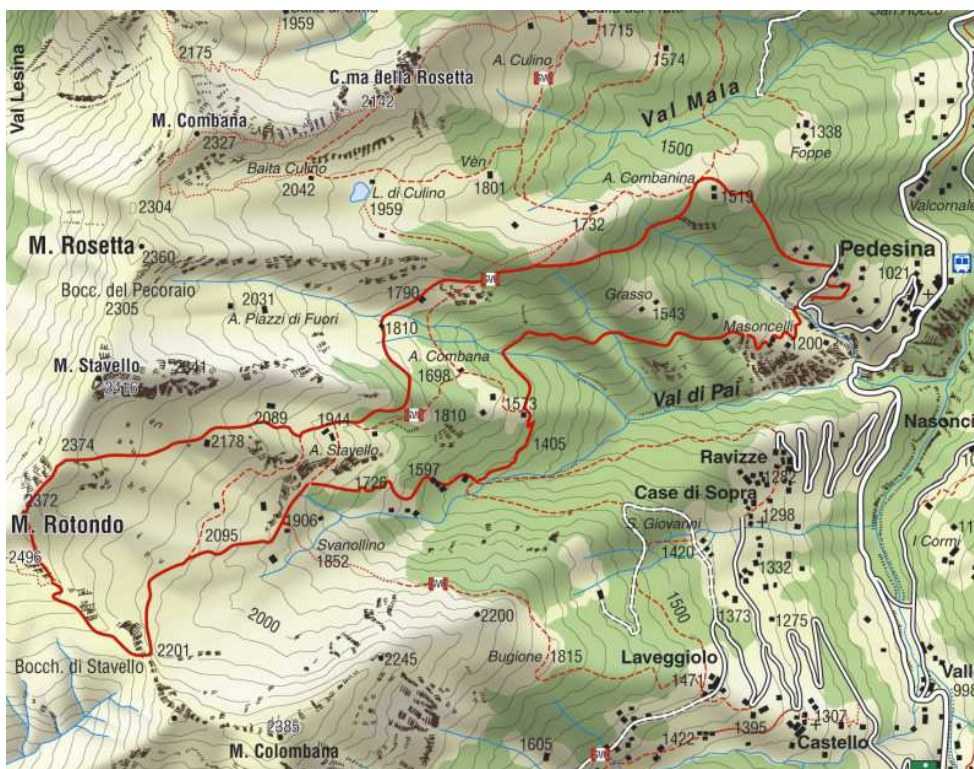 1959
1715
San Rocco
2175
A. Culino
1574
Val Lesina
C.ma della Rosetta
2142
Val Mala
M. Combana
2327
1338
Foppe
1500
Baita Culino
Vèn
2042
1801
A. Combanina
L. di Culino
1959
1519
Valcornale
2304
1732
M. Rosetta
2360
Pedesina
1021
Bocc. del Pecoraio
2305
2031
A. Piazzi di Fuori
1790
Grasso
1543
1810
Masoncelli
1200
M. Stavello
2416
2341
A. Combana
1698
Val di Pai
2089
1944
1810
1573
Nasonci
2374
2178
A. Stavello
1405
Ravizze
1282
2372
1726
1597
Case di Sopra
1298
M. Rotondo
1906
S. Giovanni
1420
I Cormi
2496
2095
Svanollino
1852
1332
2000
2200
1500
1373
1275
Bocch. di Stavello
2201
Bugione
1815
Laveggiolo
1471
2245
Valle
998
2385
1395
1307
M. Colombana
1605
1422
Castello